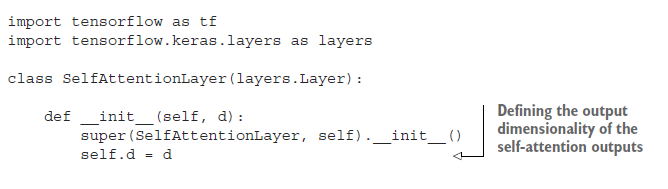 import tensorflow as tf
import tensorflow.keras.layers as layers
class SelfAttentionLayer(layers.Layer):
def __init__(self, d):
super(SelfAttentionLayer, self).__init__()
self.d = d
Defining the output
dimensionality of the
self-attention outputs